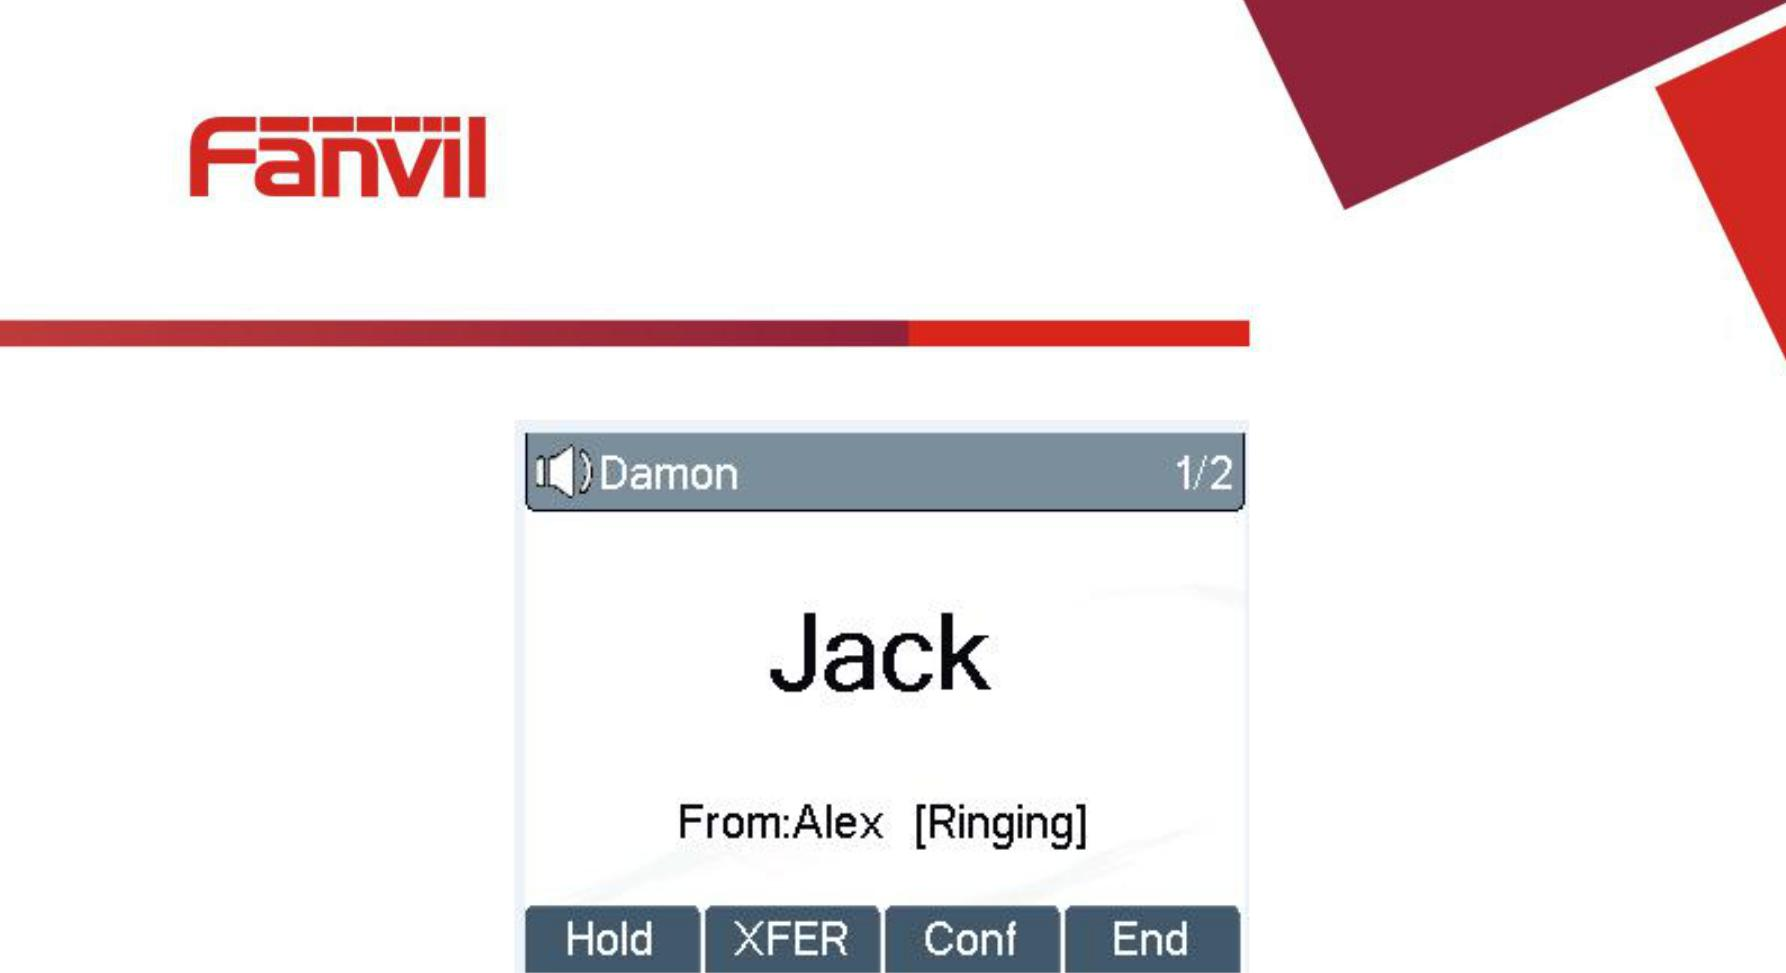 Fanvil
Damon 1/2
Jack
From:Alex [Ringing]
Hold XFER Conf End